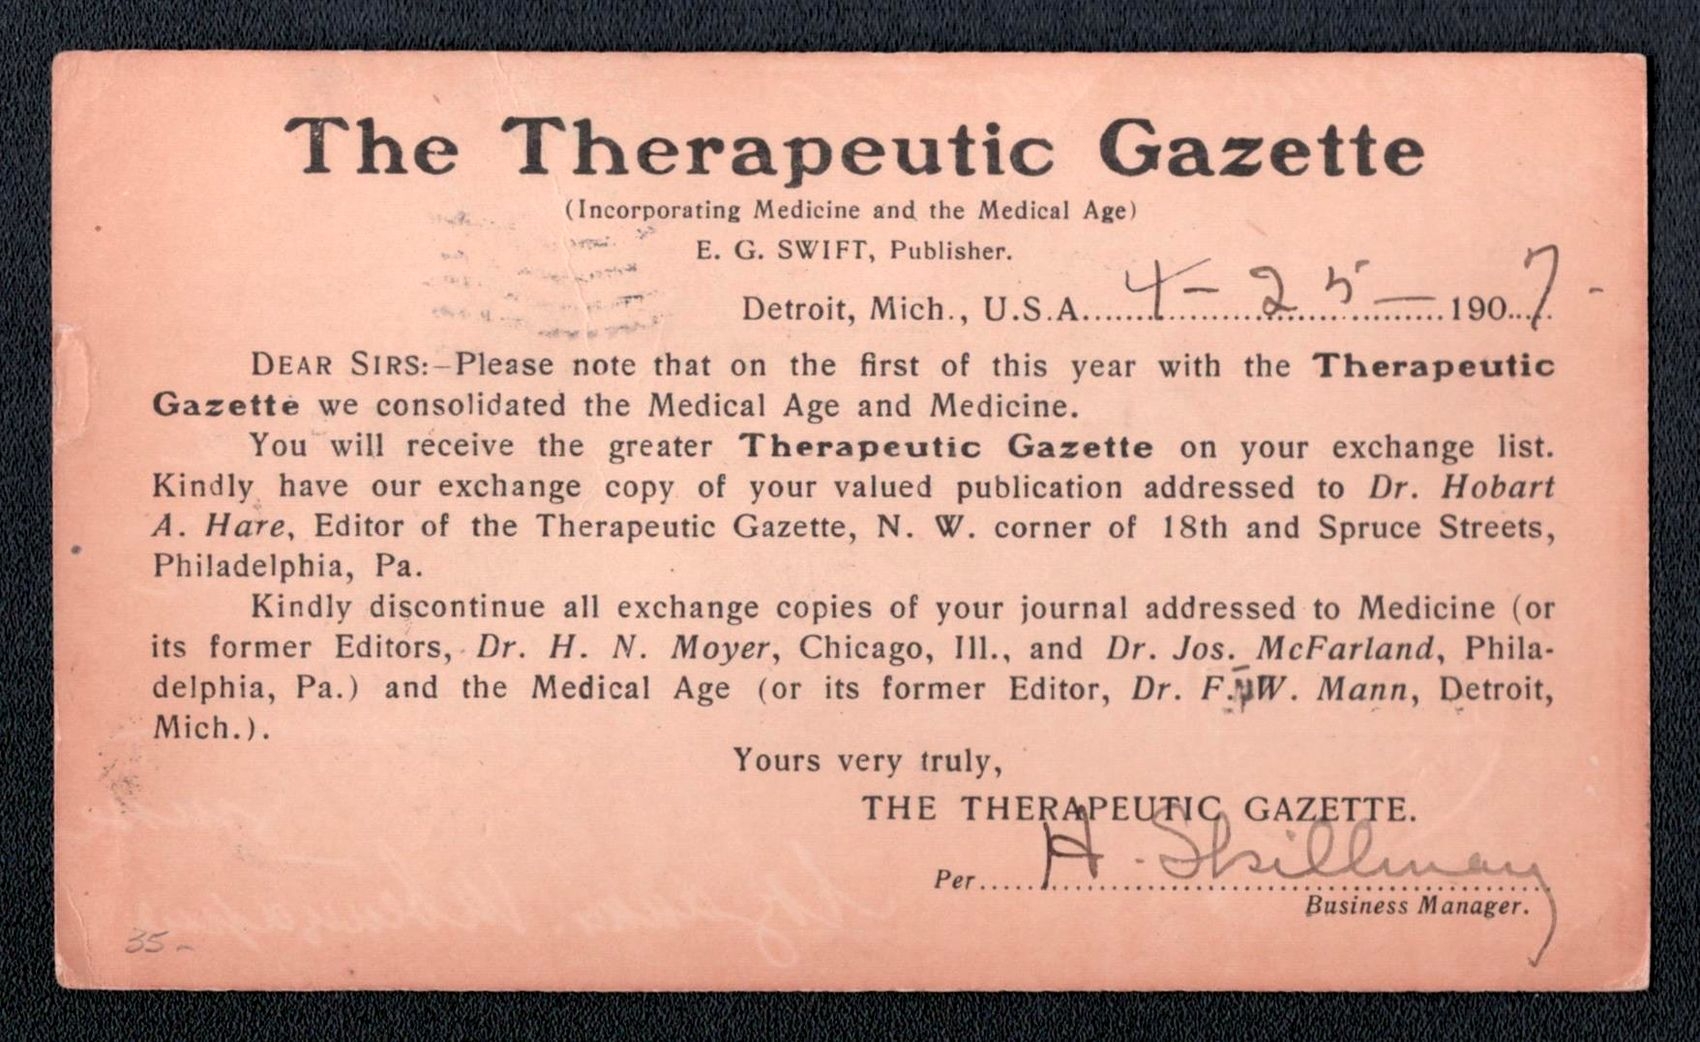 The Therapeutic Gazette
(Incorporating Medicine and the Medical Age)
E. G. SWIFT, Publisher.
Detroit, Mich., U.S.A.......4-25-......1907.-
DEAR SIRS:–Please note that on the first of this year with the Therapeutic
Gazette we consolidated the Medical Age and Medicine.
You will receive the greater Therapeutic Gazette on your exchange list.
Kindly have our exchange copy of your valued publication addressed to Dr. Hobart
A. Hare, Editor of the Therapeutic Gazette, N. W. corner of 18th and Spruce Streets,
Philadelphia, Pa.
Kindly discontinue all exchange copies of your journal addressed to Medicine (or
its former Editors, Dr. H. N. Moyer, Chicago, Ill., and Dr. Jos. McFarland, Phila-
delphia, Pa.) and the Medical Age (or its former Editor, Dr. F. W. Mann, Detroit,
Mich.).
Yours very truly,
THE THERAPEUTIC GAZETTE.
Per......H. Skillman
Business Manager.
35-